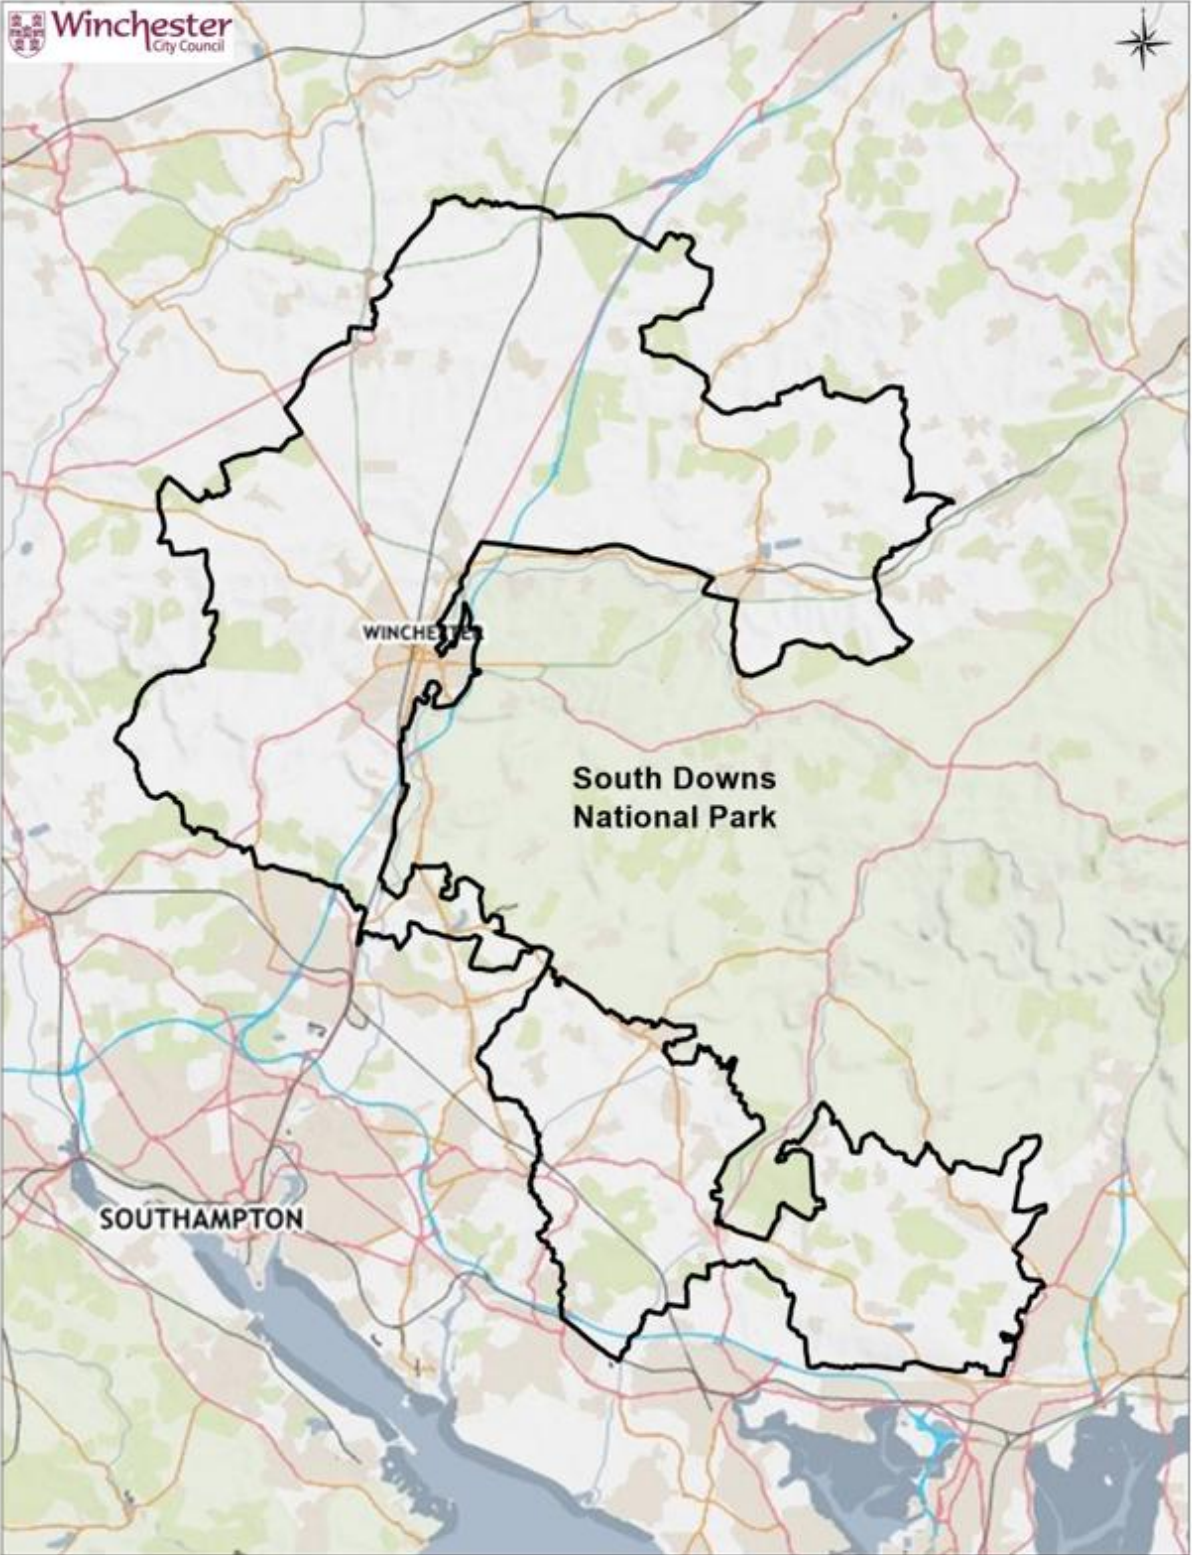 Winchester
City Council
WINCHESTER
South Downs
National Park
SOUTHAMPTON